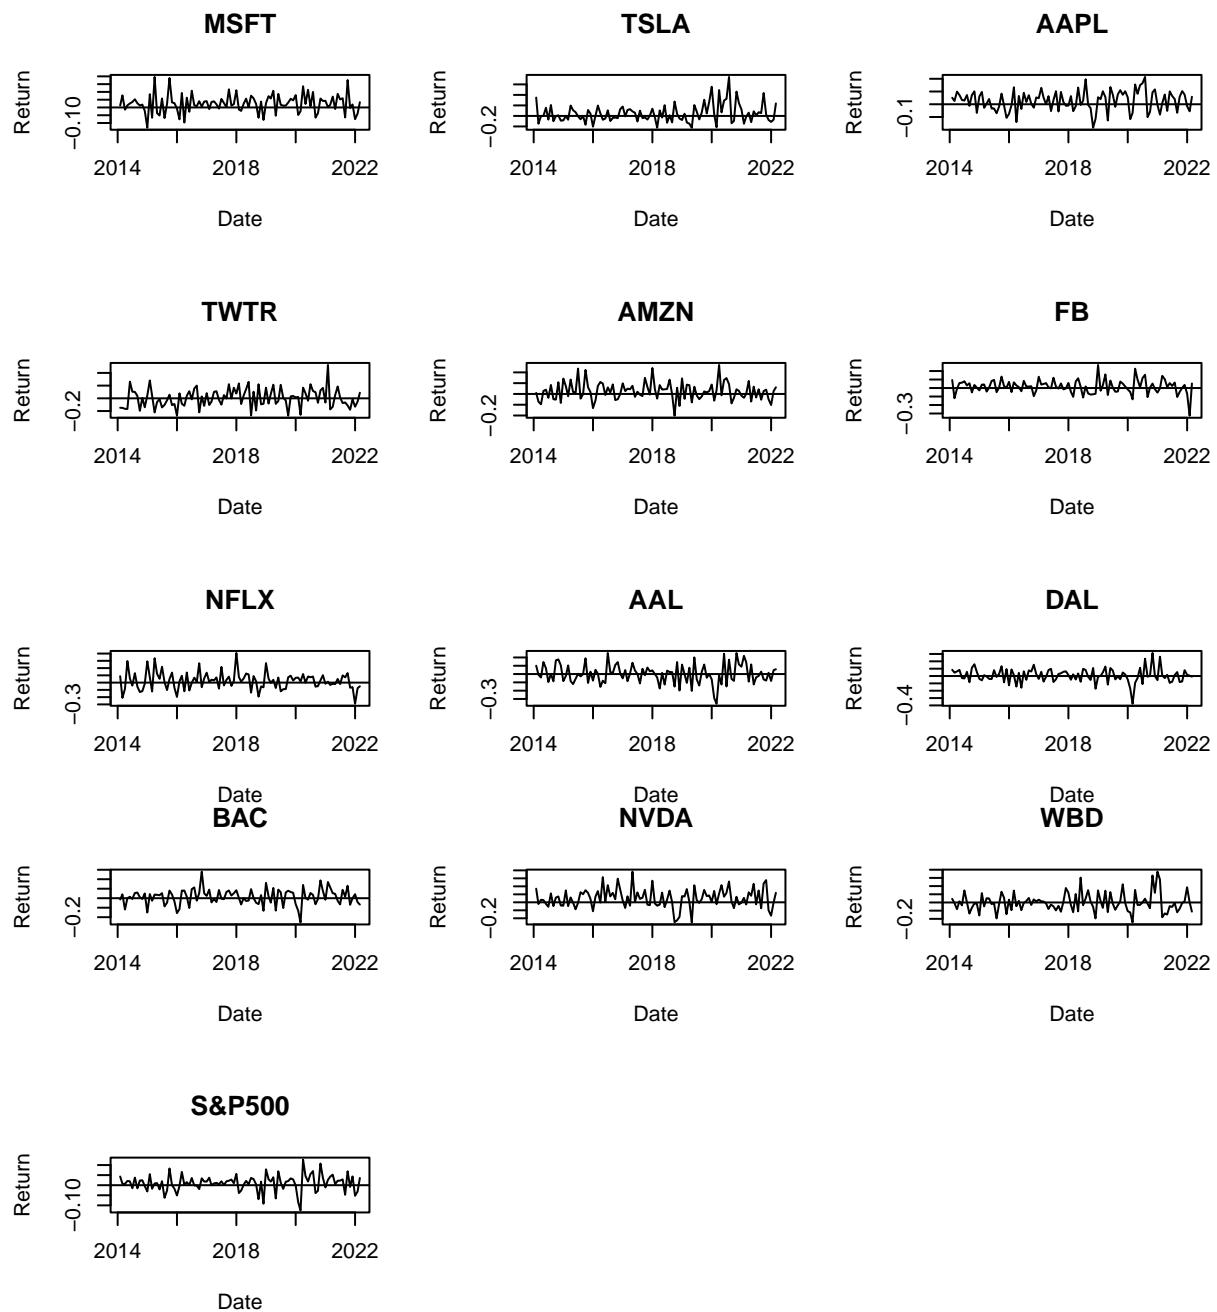 MSFT TSLA AAPL
Return Return Return
−0.10 −0.2 −0.1
2014 2018 2022 2014 2018 2022 2014 2018 2022
Date Date Date
TWTR AMZN FB
Return Return Return
−0.2 −0.2 −0.3
2014 2018 2022 2014 2018 2022 2014 2018 2022
Date Date Date
NFLX AAL DAL
Return Return Return
−0.3 −0.3 −0.4
2014 2018 2022 2014 2018 2022 2014 2018 2022
Date Date Date
BAC NVDA WBD
Return Return Return
−0.2 −0.2 −0.2
2014 2018 2022 2014 2018 2022 2014 2018 2022
Date Date Date
S&P500
Return
−0.10
2014 2018 2022
Date